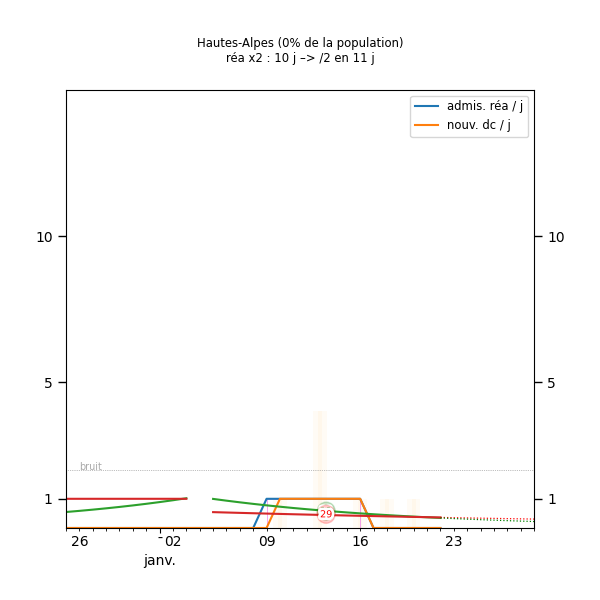 Hautes-Alpes (0% de la population)
réa x2 : 10 j –> /2 en 11 j
admis. réa / j
nouv. dc / j
10
10
5
5
bruit
1
1
29
26
02
09
16
23
janv.